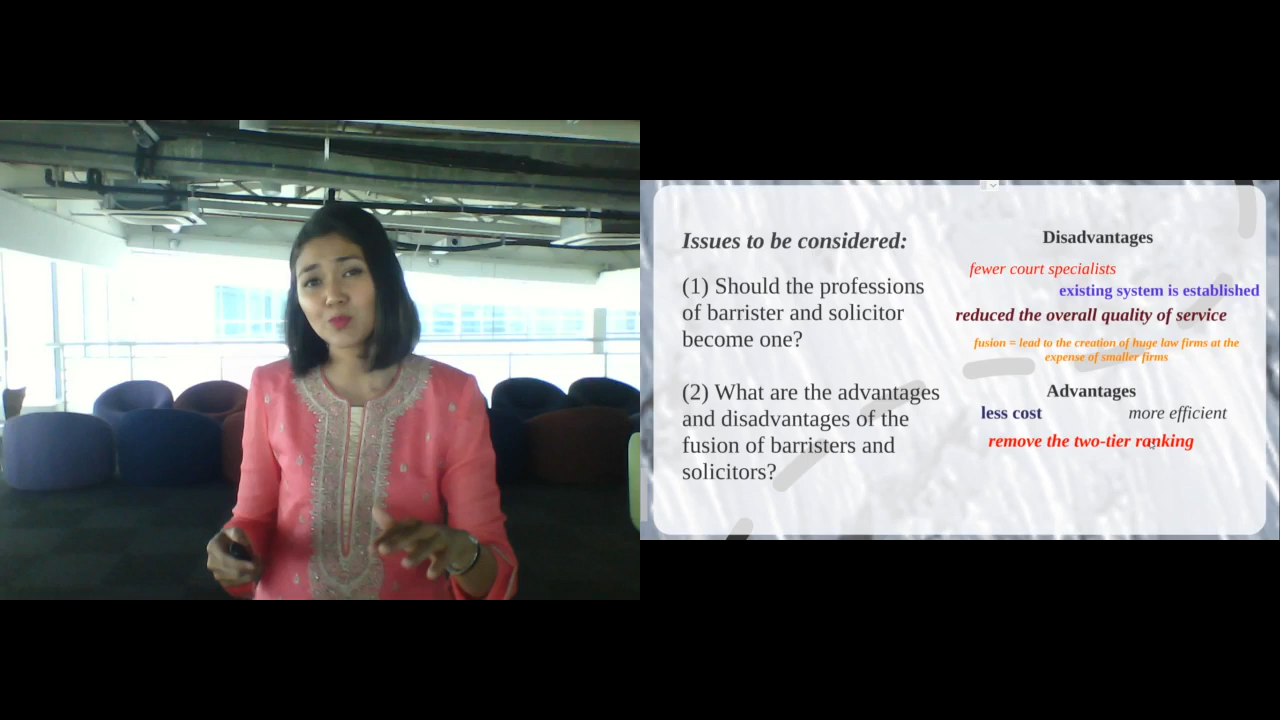 Issues to be considered:
(1) Should the professions
of barrister and solicitor
become one?
(2) What are the advantages
and disadvantages of the
fusion of barristers and
solicitors?
Disadvantages
fewer court specialists
existing system is established
reduced the overall quality of service
fusion = lead to the creation of huge law firms at the
expense of smaller firms
Advantages
less cost
more efficient
remove the two-tier ranking